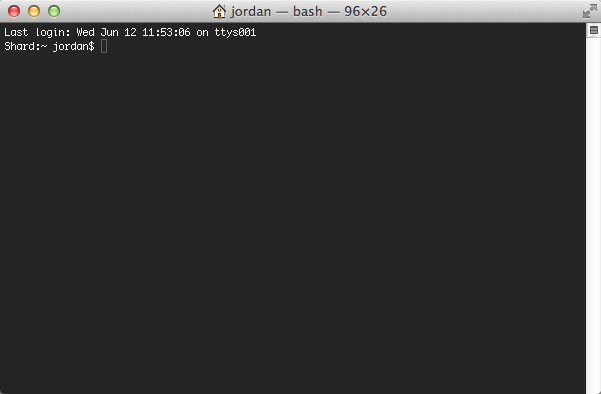 jordan — bash — 96×26
Last login: Wed Jun 12 11:53:06 on ttys001
Shard:~ jordan$